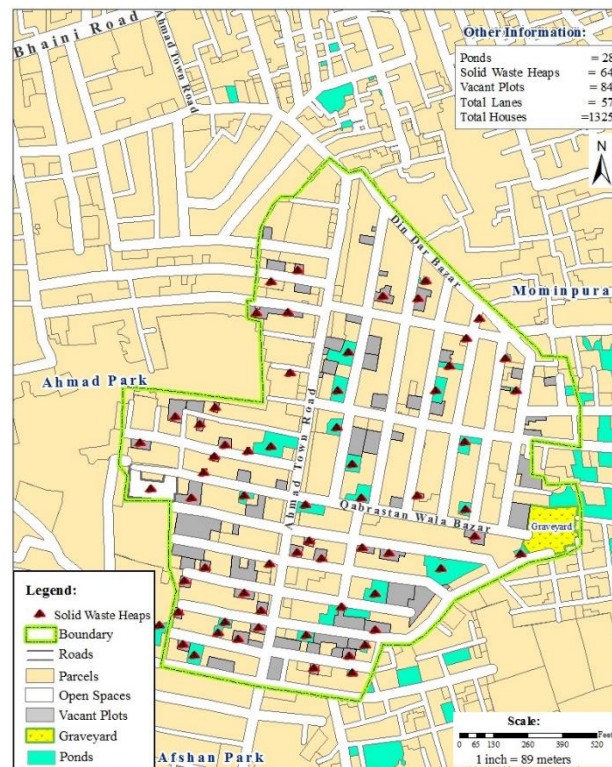 Bhaini Road
Ahmad Town Road
Other Information:
Ponds = 28
Solid Waste Heaps = 64
Vacant Plots = 84
Total Lanes = 57
Total Houses =1325
N
Din Dar Bazar
Mominpura
Ahmad Park
Ahmad Town Road
Qabrastan Wala Bazar
Graveyard
Legend:
Solid Waste Heaps
Boundary
Roads
Parcels
Open Spaces
Vacant Plots
Graveyard
Ponds
Afshan Park
Scale:
0 65 130 260 390 520 Feet
1 inch = 89 meters